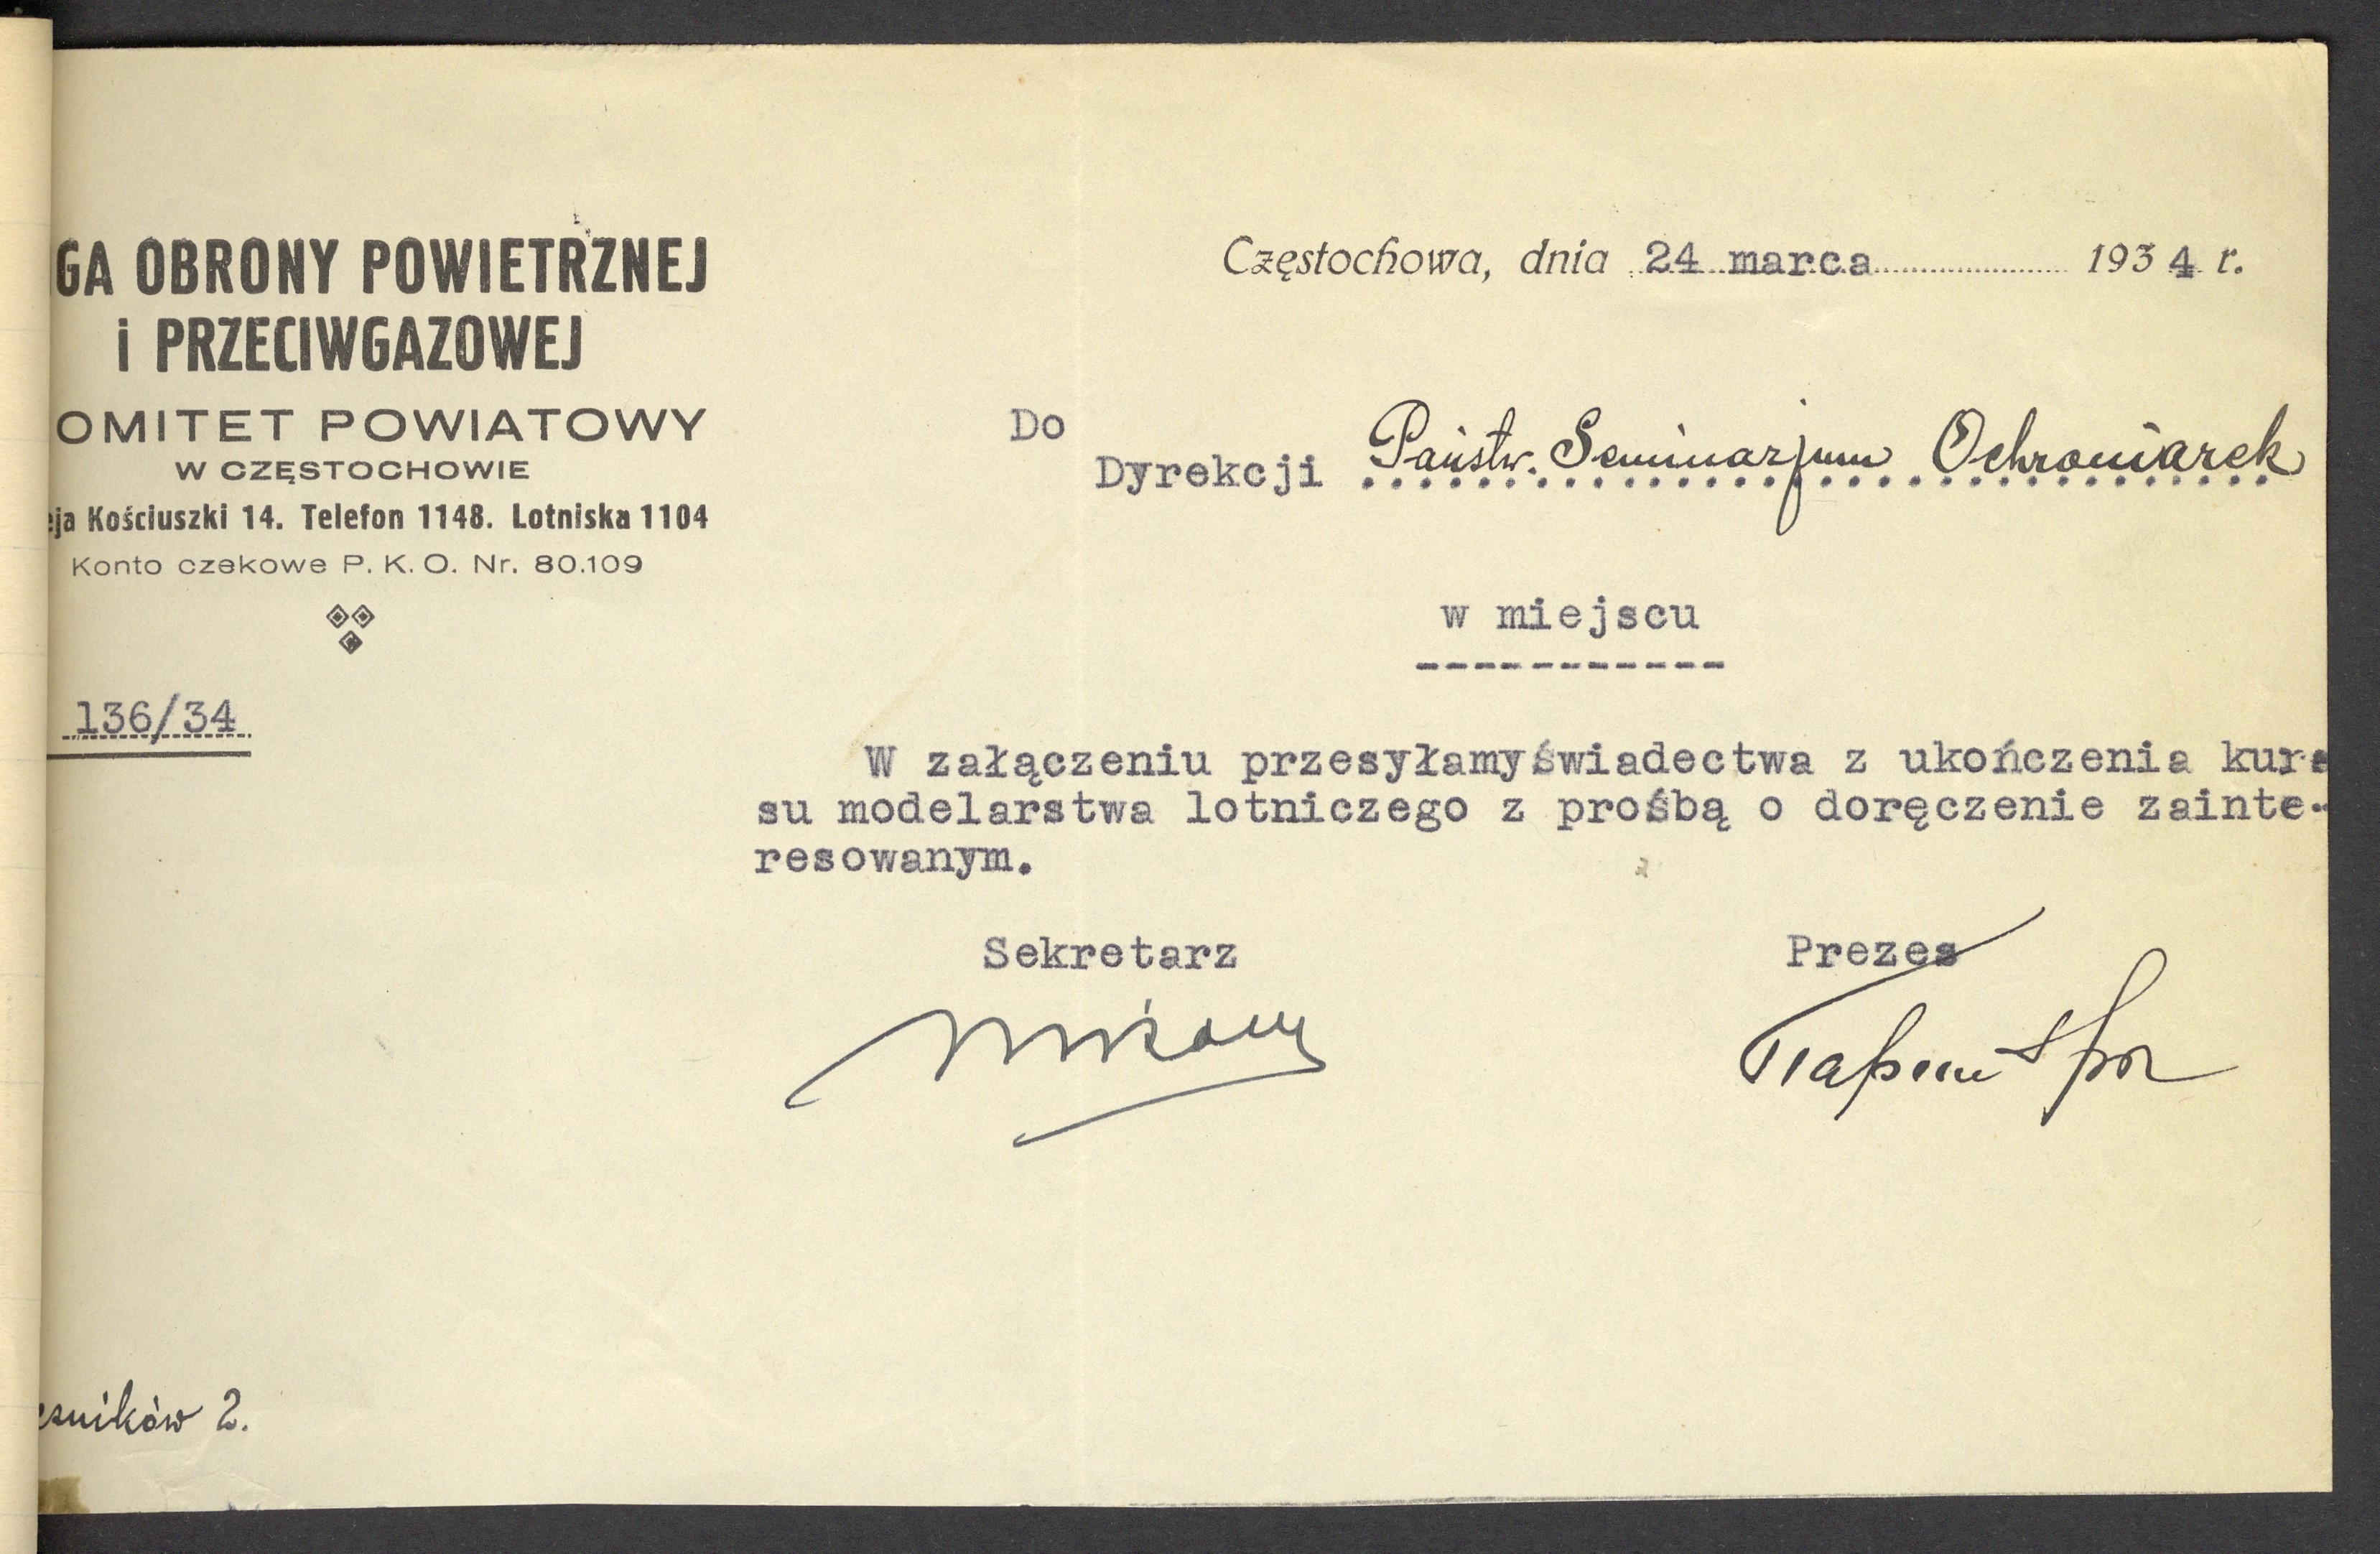 GA OBRONY POWIETRZNEJ
i PRZECIWGAZOWEJ
OMITET POWIATOWY
W CZĘSTOCHOWIE
eja Kościuszki 14. Telefon 1148. Lotniska 1104
Konto czekowe P. K. O. Nr. 80.109
136/34
Częstochowa, dnia 24 marca 1934 r.
Do
Dyrekcji Państw. Seminarjum Ochroniarek
w miejscu
W załączeniu przesyłamy świadectwa z ukończenia kur-
su modelarstwa lotniczego z prośbą o doręczenie zainte-
resowanym.
Sekretarz Prezes
czników 2.